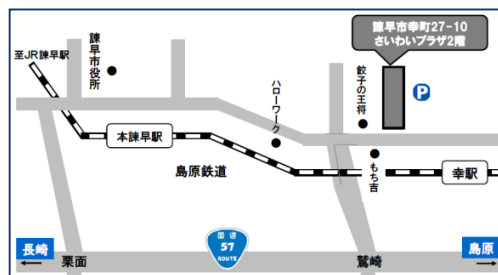 諫早市幸町27-10
さいわいプラザ2階
至JR諫早駅
諫早市役所
ハローワーク
餃子の王将
P
本諫早駅
島原鉄道
もち吉
幸駅
国道
57
ROUTE
長崎
島原
栗面
鷲崎